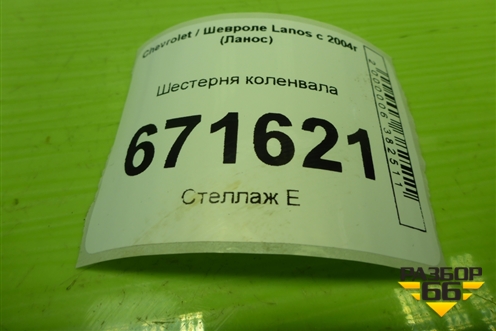 Chevrolet / Шевроле Lanos с 2004г
(Ланос)
Шестерня коленвала
671621
Стеллаж Е
РАЗБОР
66